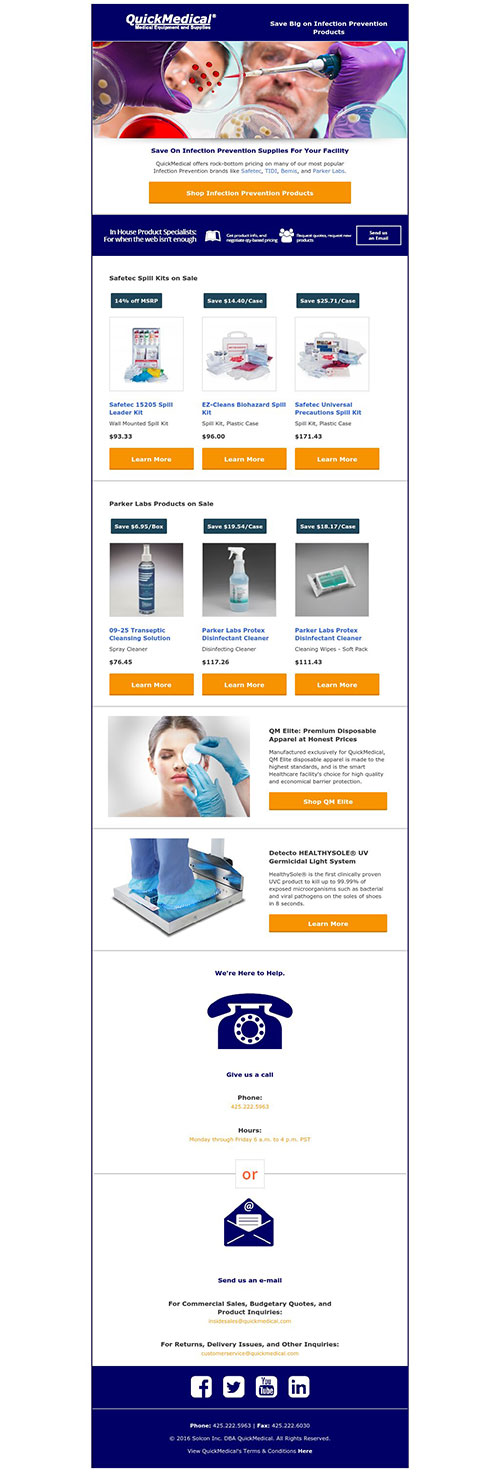 QuickMedical®
Medical Equipment and Supplies
Save Big on Infection Prevention
Products
Save On Infection Prevention Supplies For Your Facility
QuickMedical offers rock-bottom pricing on many of our most popular
Infection Prevention brands like Safetec, TIDI, Bemis, and Parker Labs.
Shop Infection Prevention Products
In House Product Specialists:
For when the web isn't enough
Get product info, and
negotiate qty-based pricing
Request quotes, request new
products
Send us
an Email
Safetec Spill Kits on Sale
14% off MSRP
Save $14.40/Case
Save $25.71/Case
Safetec 15205 Spill
Leader Kit
Wall Mounted Spill Kit
$93.33
Learn More
EZ-Cleans Biohazard Spill
Kit
Spill Kit, Plastic Case
$96.00
Learn More
Safetec Universal
Precautions Spill Kit
Spill Kit, Plastic Case
$171.43
Learn More
Parker Labs Products on Sale
Save $6.95/Box
Save $19.54/Case
Save $18.17/Case
09-25 Transeptic
Cleansing Solution
Spray Cleaner
$76.45
Learn More
Parker Labs Protex
Disinfectant Cleaner
Disinfecting Cleaner
$117.26
Learn More
Parker Labs Protex
Disinfectant Cleaner
Cleaning Wipes - Soft Pack
$111.43
Learn More
QM Elite: Premium Disposable
Apparel at Honest Prices
Manufactured exclusively for QuickMedical,
QM Elite disposable apparel is made to the
highest standards, and is the smart
Healthcare facility's choice for high quality
and economical barrier protection.
Shop QM Elite
Detecto HEALTHYSOLE® UV
Germicidal Light System
HealthySole® is the first clinically proven
UVC product to kill up to 99.99% of
exposed microorganisms such as bacterial
and viral pathogens on the soles of shoes
in 8 seconds.
Learn More
We're Here to Help.
Give us a call
Phone:
425.222.5963
Hours:
Monday through Friday 6 a.m. to 4 p.m. PST
or
@
Send us an e-mail
For Commercial Sales, Budgetary Quotes, and
Product Inquiries:
insidesales@quickmedical.com
For Returns, Delivery Issues, and Other Inquiries:
customerservice@quickmedical.com
You
Tube
in
Phone: 425.222.5963 | Fax: 425.222.6030
© 2016 Solcon Inc. DBA QuickMedical. All Rights Reserved.
View QuickMedical's Terms & Conditions Here